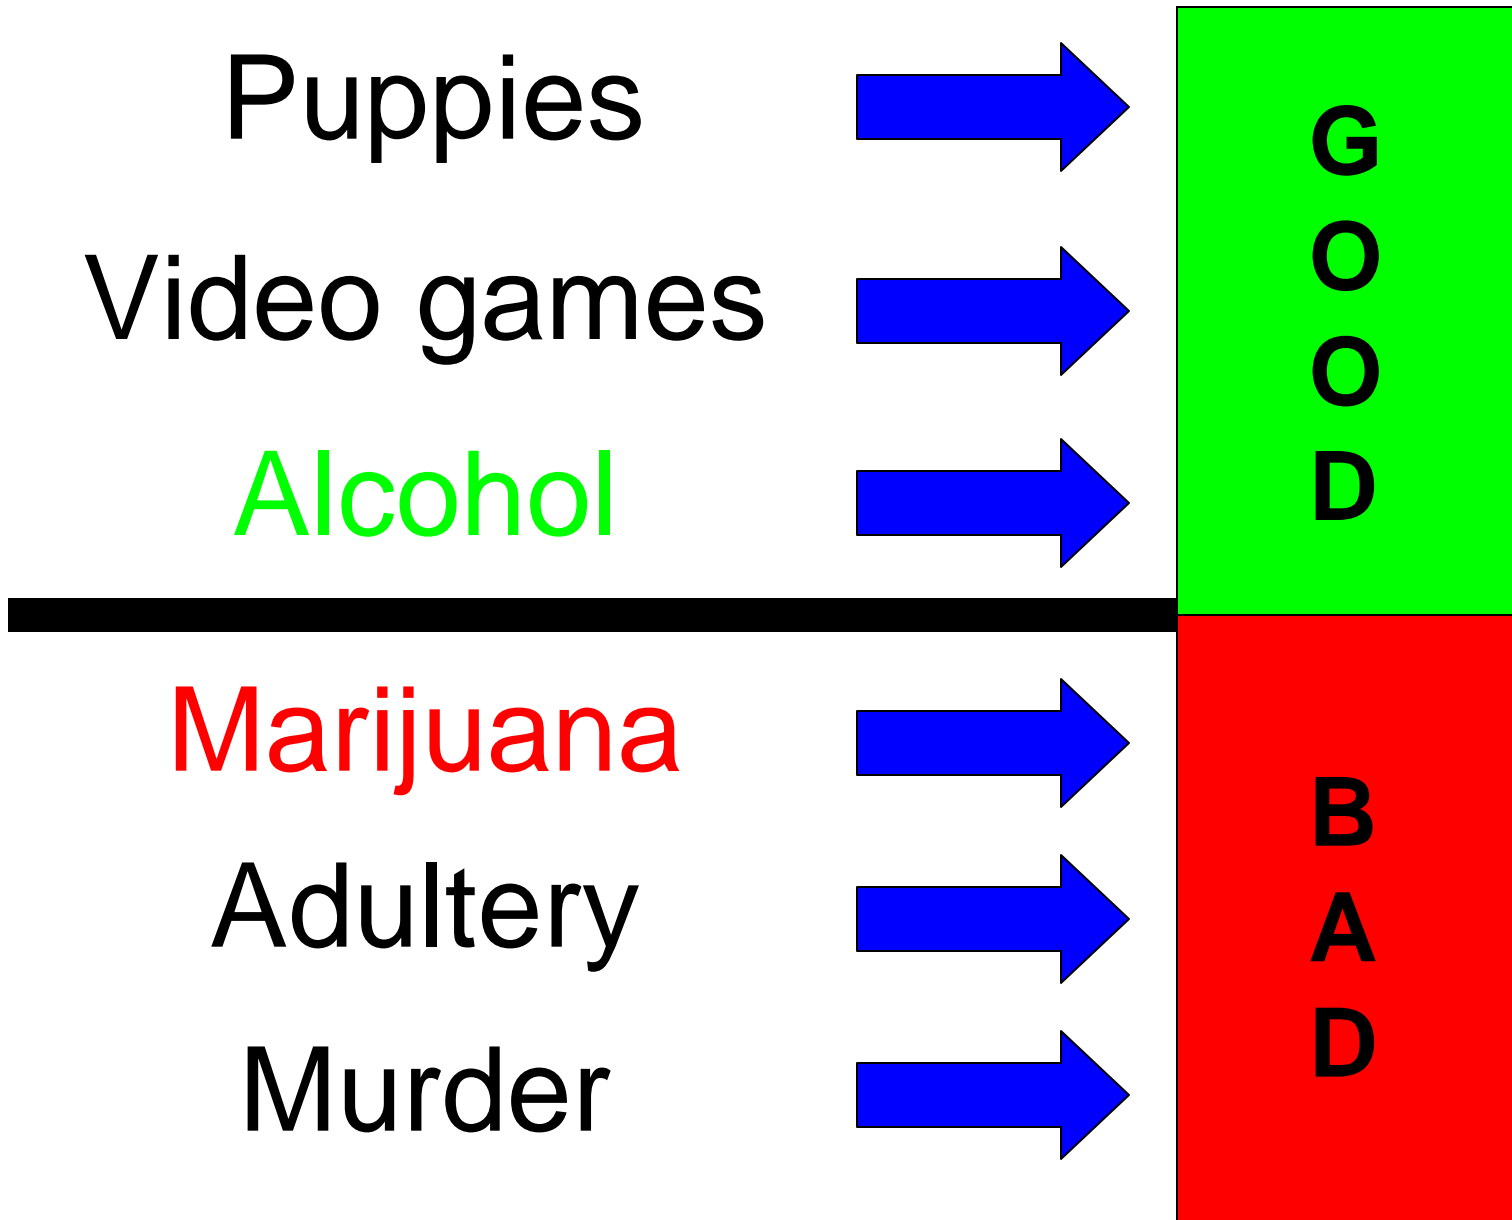 Puppies
Video games
Alcohol
GOOD
Marijuana
Adultery
Murder
BAD